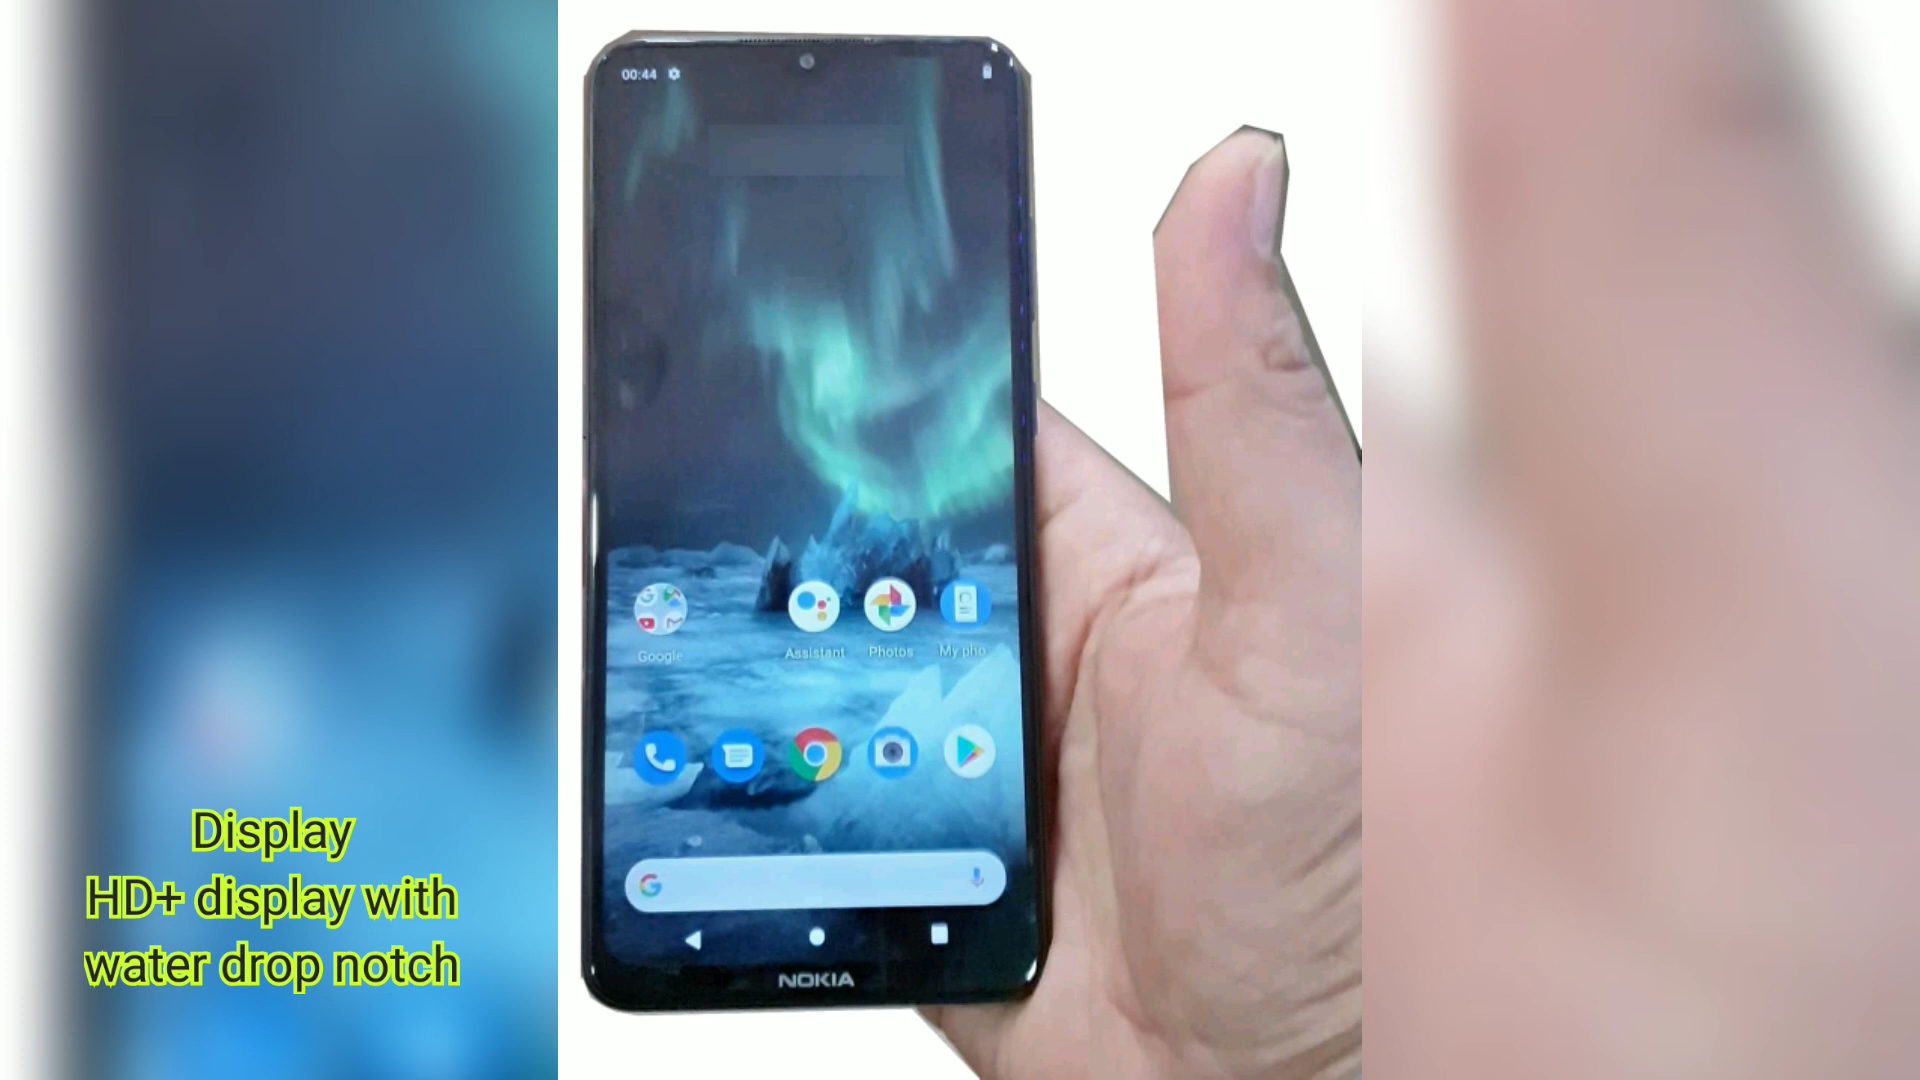 00:44
Google
Assistant
Photos
My pho
NOKIA
Display
HD+ display with
water drop notch